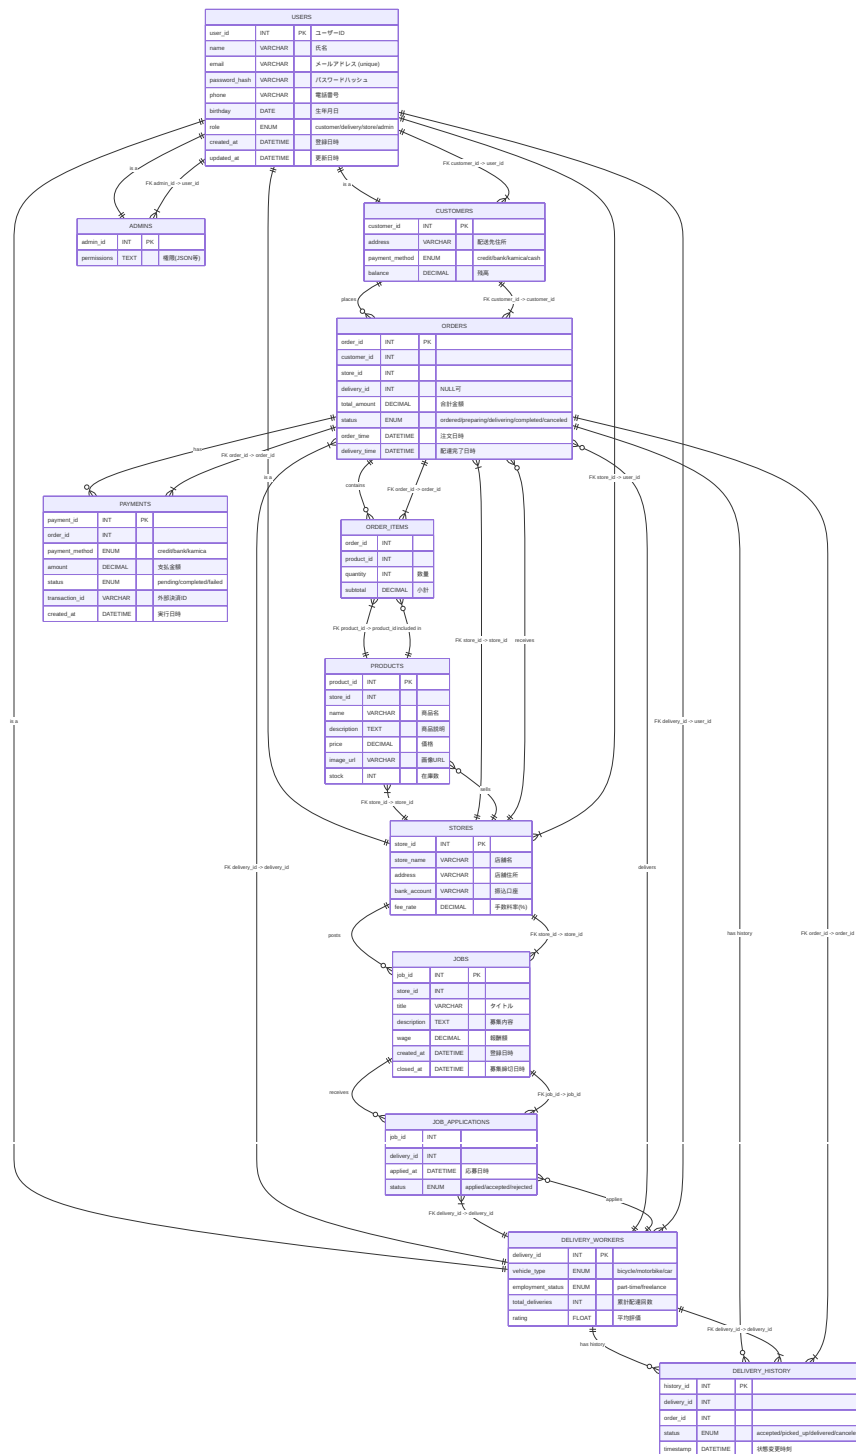 USERS
user_id INT PK ユーザーID
name VARCHAR 氏名
email VARCHAR メールアドレス (unique)
password_hash VARCHAR パスワードハッシュ
phone VARCHAR 電話番号
birthday DATE 生年月日
role ENUM customer/delivery/store/admin
created_at DATETIME 登録日時
updated_at DATETIME 更新日時
is a
FK admin_id -> user_id
is a
FK customer_id -> user_id
ADMINS
admin_id INT PK
permissions TEXT 権限(JSON等)
CUSTOMERS
customer_id INT PK
address VARCHAR 配送先住所
payment_method ENUM credit/bank/kamica/cash
balance DECIMAL 残高
places
FK customer_id -> customer_id
ORDERS
order_id INT PK
customer_id INT
store_id INT
delivery_id INT NULL可
total_amount DECIMAL 合計金額
status ENUM ordered/preparing/delivering/completed/canceled
order_time DATETIME 注文日時
delivery_time DATETIME 配達完了日時
has
FK order_id -> order_id
is a
contains
FK order_id -> order_id
FK store_id -> user_id
PAYMENTS
payment_id INT PK
order_id INT
payment_method ENUM credit/bank/kamica
amount DECIMAL 支払金額
status ENUM pending/completed/failed
transaction_id VARCHAR 外部決済ID
created_at DATETIME 実行日時
ORDER_ITEMS
order_id INT
product_id INT
quantity INT 数量
subtotal DECIMAL 小計
FK product_id -> product_id
included in
FK store_id -> store_id
receives
PRODUCTS
product_id INT PK
store_id INT
name VARCHAR 商品名
description TEXT 商品説明
price DECIMAL 価格
image_url VARCHAR 画像URL
stock INT 在庫数
is a
FK delivery_id -> user_id
sells
FK store_id -> store_id
STORES
store_id INT PK
store_name VARCHAR 店舗名
address VARCHAR 店舗住所
bank_account VARCHAR 振込口座
fee_rate DECIMAL 手数料率(%)
FK delivery_id -> delivery_id
delivers
posts
FK store_id -> store_id
has history
FK order_id -> order_id
JOBS
job_id INT PK
store_id INT
title VARCHAR タイトル
description TEXT 募集内容
wage DECIMAL 報酬額
created_at DATETIME 登録日時
closed_at DATETIME 募集締切日時
receives
FK job_id -> job_id
JOB_APPLICATIONS
job_id INT
delivery_id INT
applied_at DATETIME 応募日時
status ENUM applied/accepted/rejected
applies
FK delivery_id -> delivery_id
DELIVERY_WORKERS
delivery_id INT PK
vehicle_type ENUM bicycle/motorbike/car
employment_status ENUM part-time/freelance
total_deliveries INT 累計配達回数
rating FLOAT 平均評価
has history
FK delivery_id -> delivery_id
DELIVERY_HISTORY
history_id INT PK
delivery_id INT
order_id INT
status ENUM accepted/picked_up/delivered/cancele
timestamp DATETIME 状態変更時刻